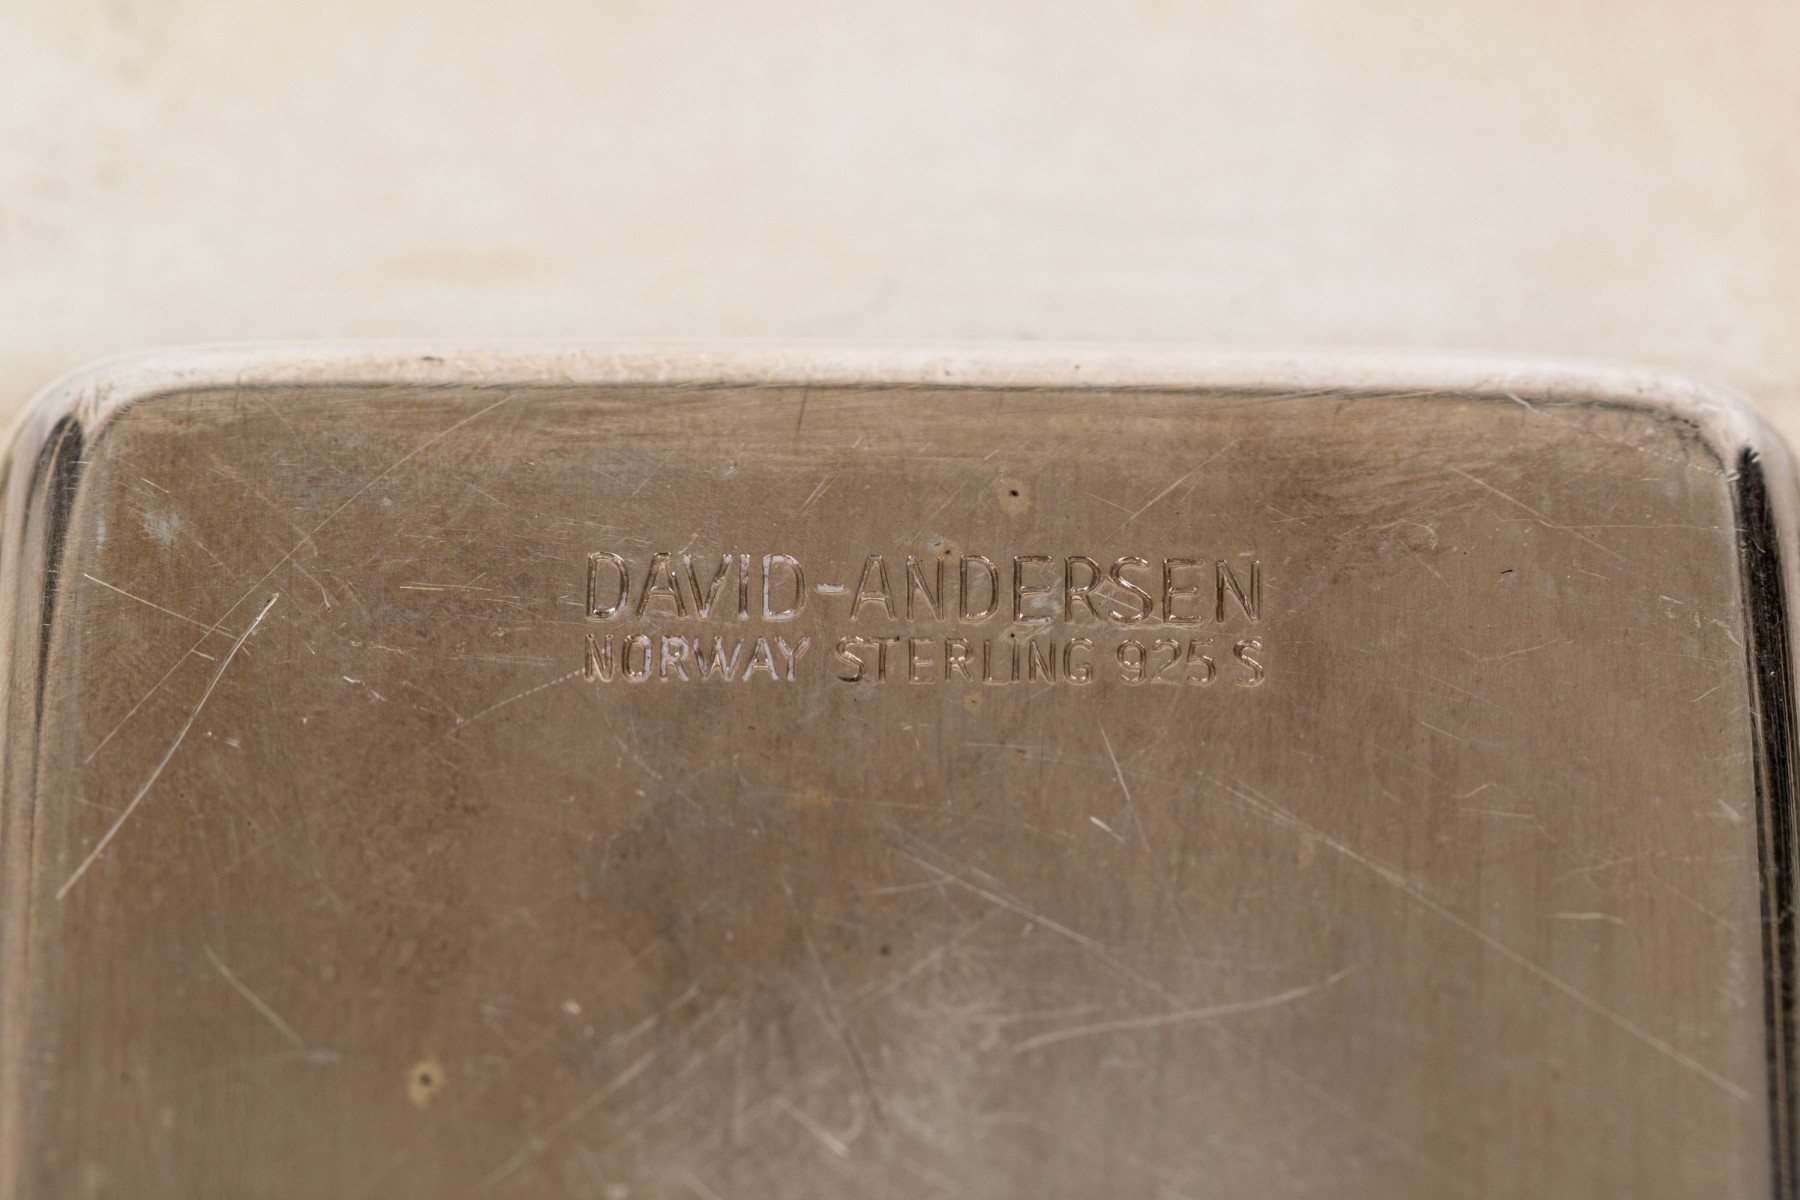 DAVID-ANDERSEN
NORWAY STERLING 925 S